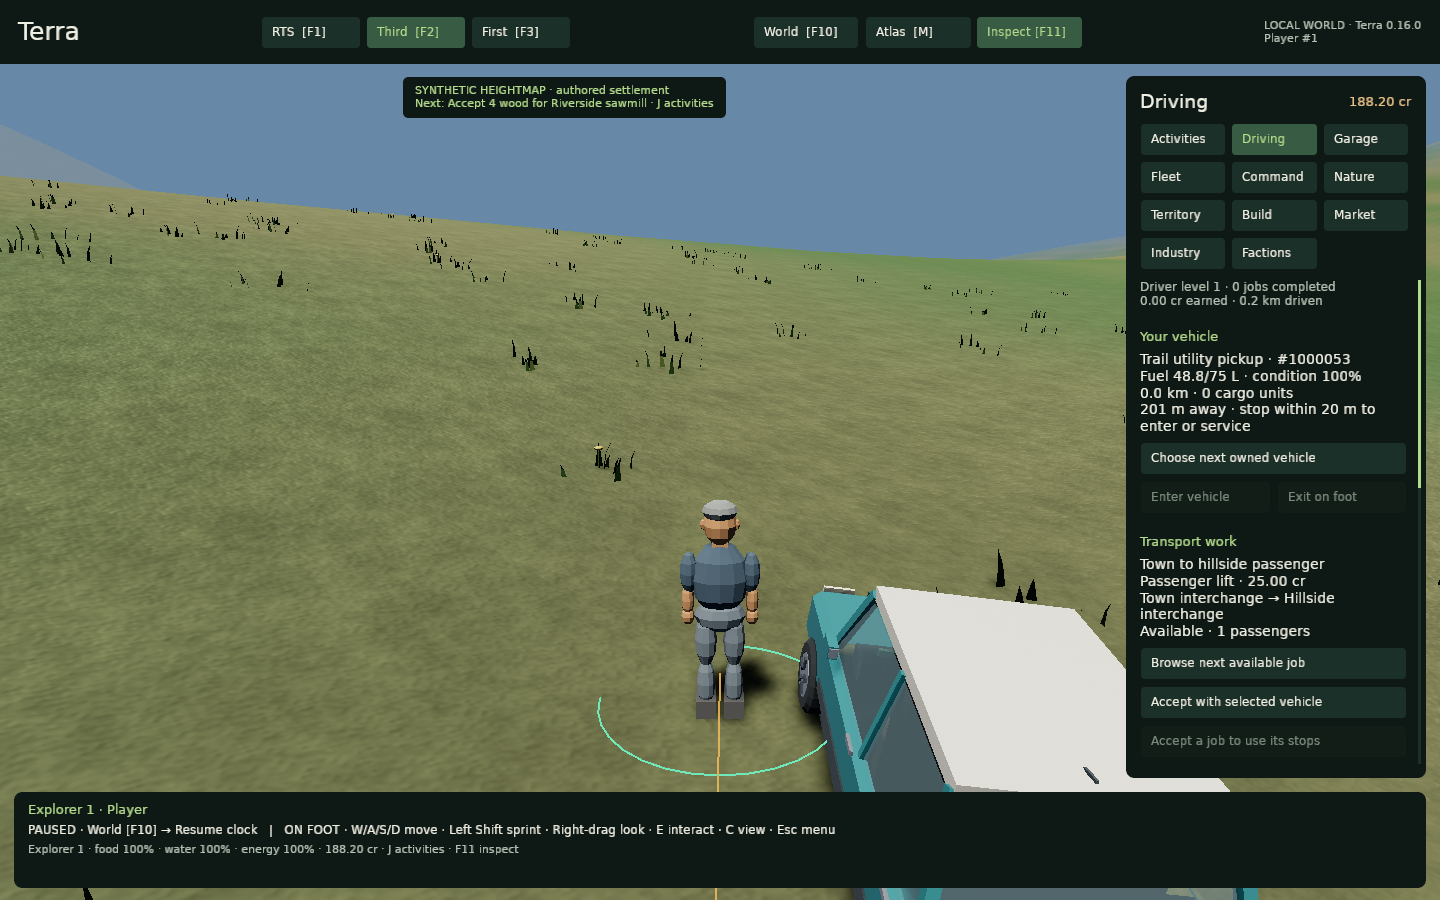 Terra
RTS [F1]
Third [F2]
First [F3]
World [F10]
Atlas [M]
Inspect [F11]
LOCAL WORLD · Terra 0.16.0
Player #1
SYNTHETIC HEIGHTMAP · authored settlement
Next: Accept 4 wood for Riverside sawmill · J activities
Driving
188.20 cr
Activities
Driving
Garage
Fleet
Command
Nature
Territory
Build
Market
Industry
Factions
Driver level 1 · 0 jobs completed
0.00 cr earned · 0.2 km driven
Your vehicle
Trail utility pickup · #1000053
Fuel 48.8/75 L · condition 100%
0.0 km · 0 cargo units
201 m away · stop within 20 m to
enter or service
Choose next owned vehicle
Enter vehicle
Exit on foot
Transport work
Town to hillside passenger
Passenger lift · 25.00 cr
Town interchange → Hillside
interchange
Available · 1 passengers
Browse next available job
Accept with selected vehicle
Accept a job to use its stops
Explorer 1 · Player
PAUSED · World [F10] → Resume clock | ON FOOT · W/A/S/D move · Left Shift sprint · Right-drag look · E interact · C view · Esc menu
Explorer 1 · food 100% · water 100% · energy 100% · 188.20 cr · J activities · F11 inspect